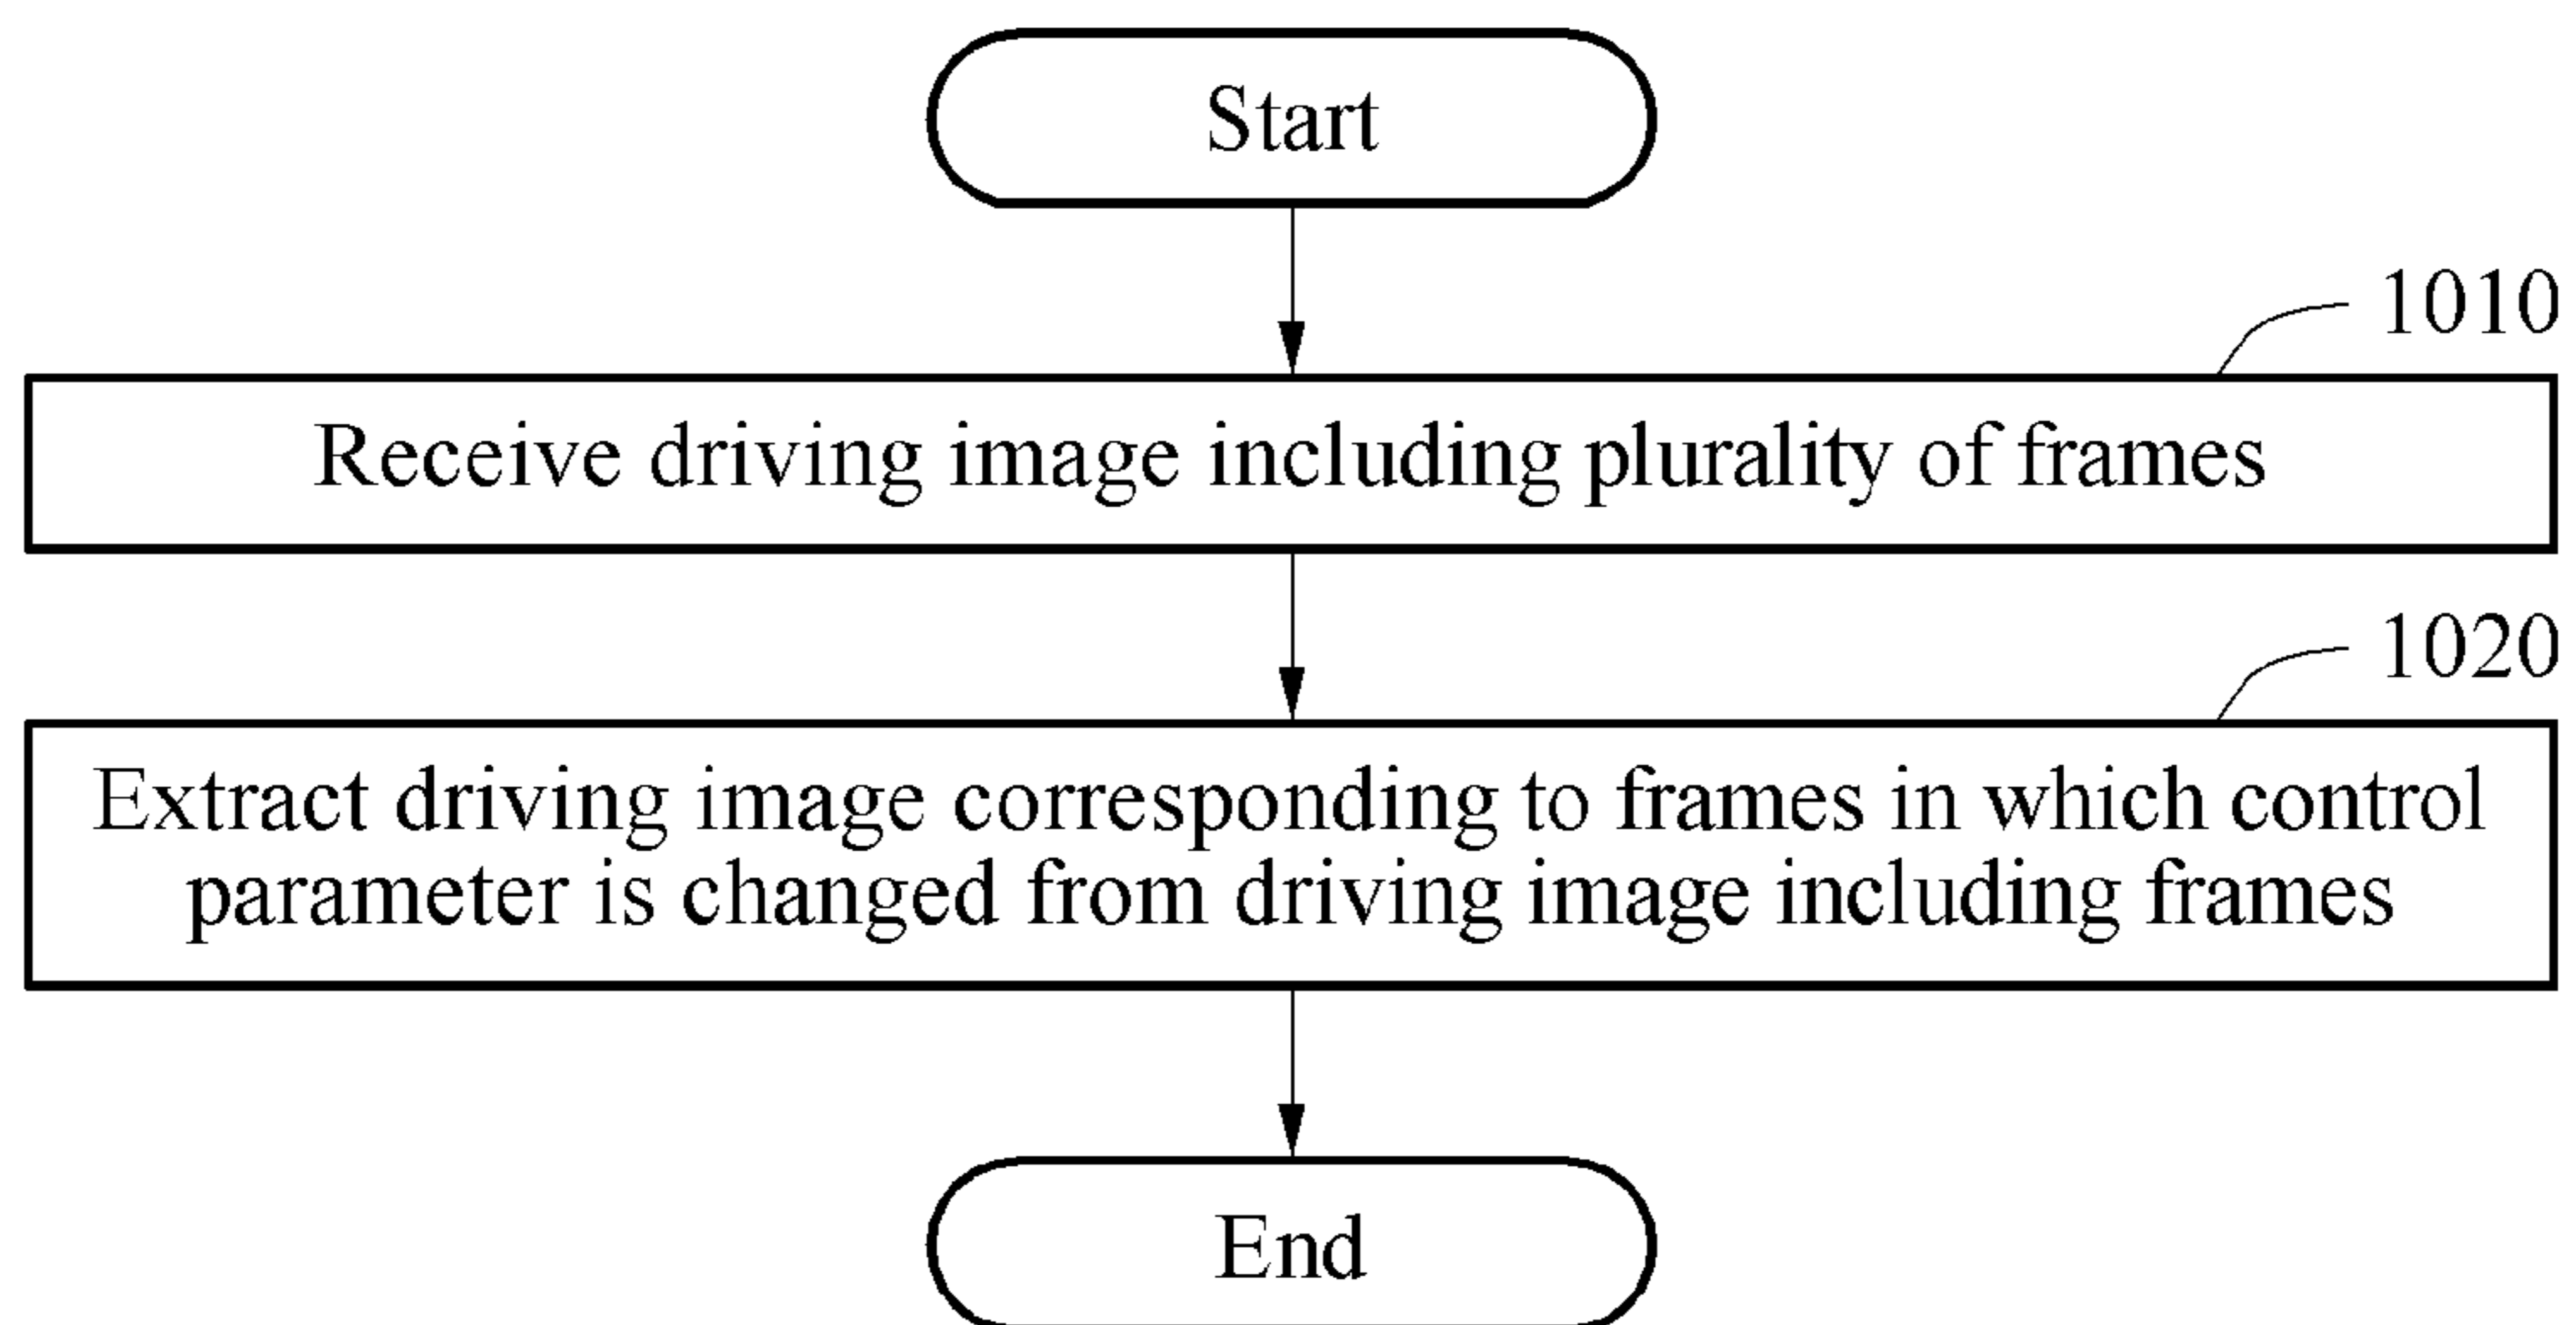 Start
1010
Receive driving image including plurality of frames
1020
Extract driving image corresponding to frames in which control
parameter is changed from driving image including frames
End